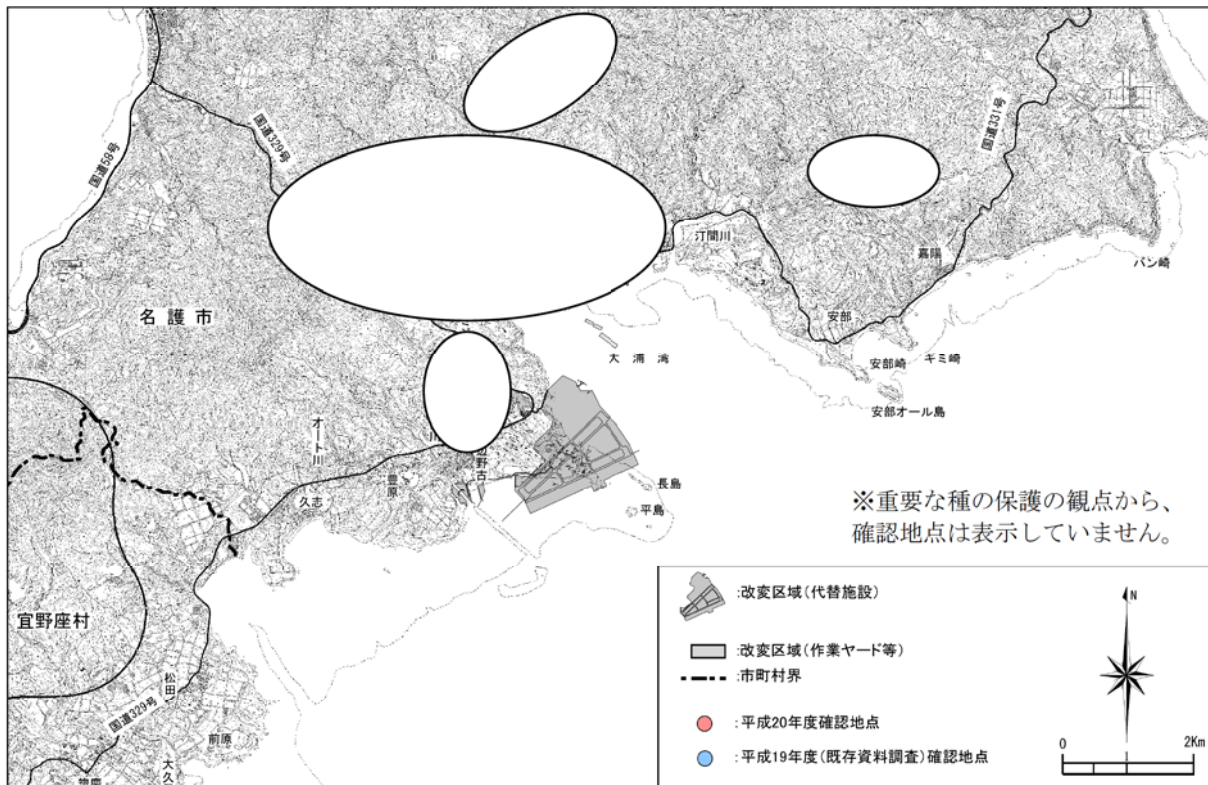 国道58号
国道329号
国道331号
汀間川
嘉陽
バン崎
名護市
安部
大浦湾
安部崎
ギミ崎
安部オール島
オート川
川
辺野古
豊原
久志
長島
平島
※重要な種の保護の観点から、
確認地点は表示していません。
宜野座村
松田
国道329号
前原
大久
惣慶
:改変区域(代替施設)
:改変区域(作業ヤード等)
:市町村界
:平成20年度確認地点
:平成19年度(既存資料調査)確認地点
N
0 2Km